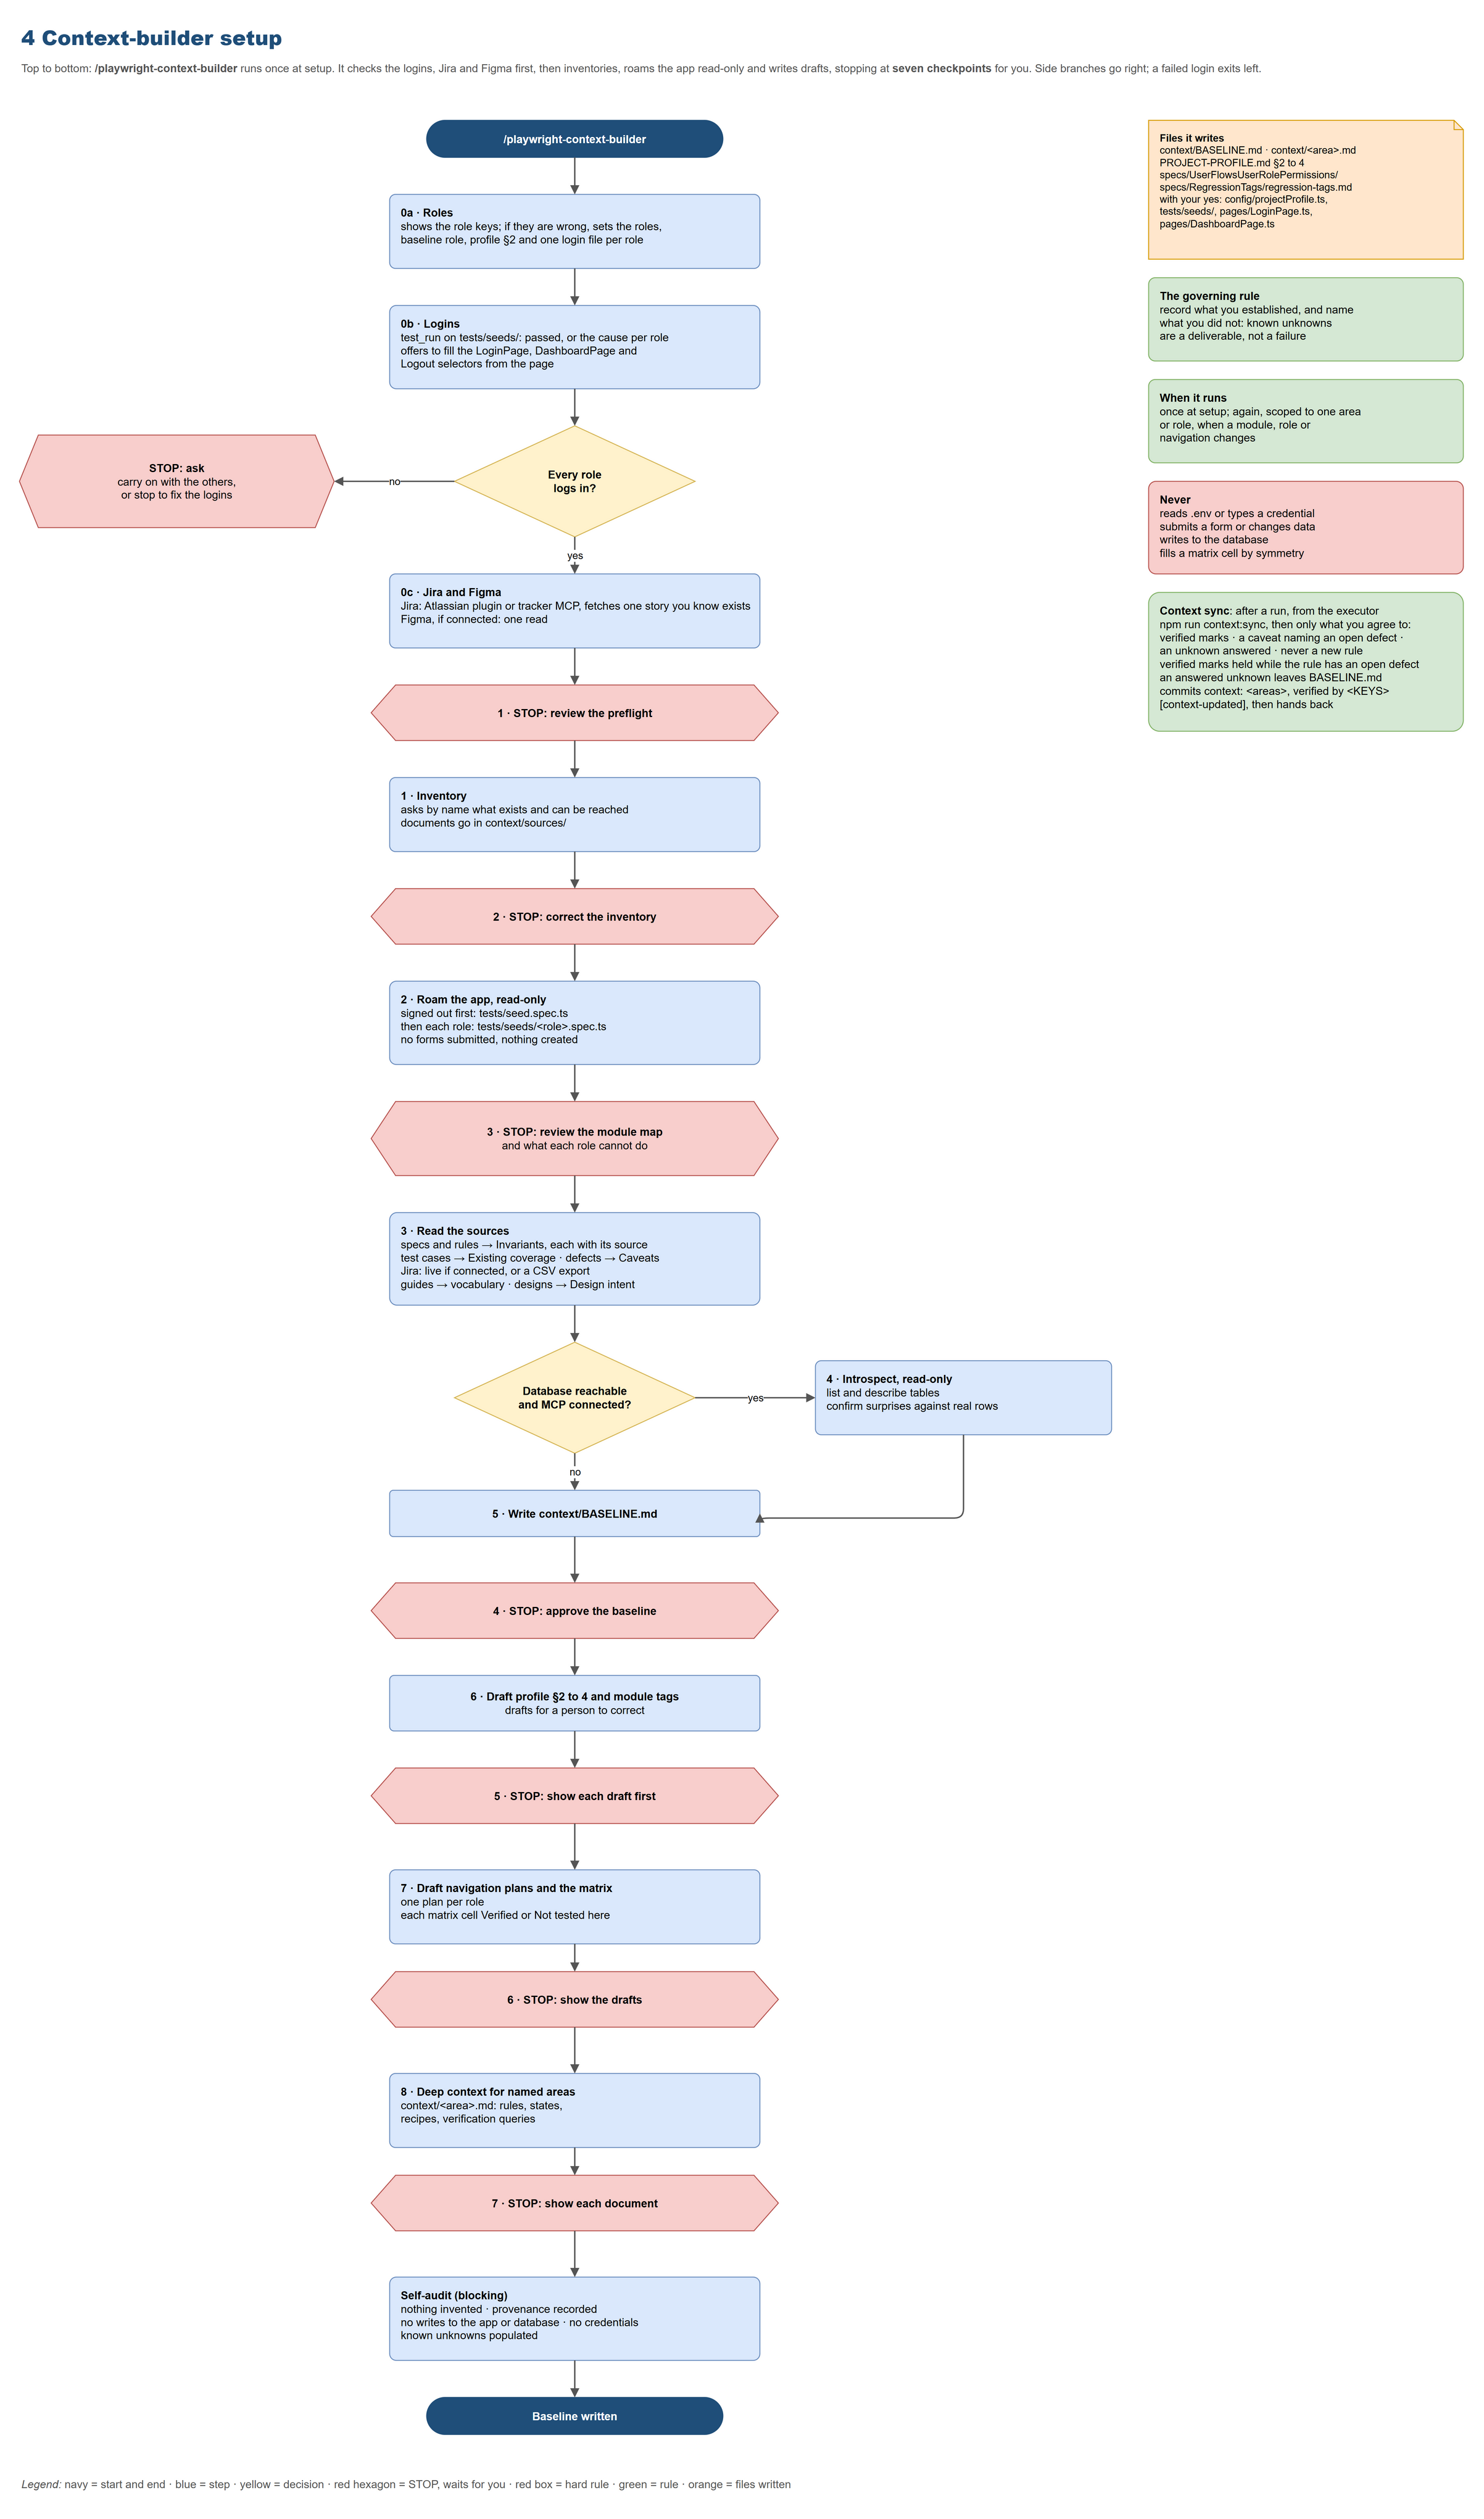 4 Context-builder setup
Top to bottom: /playwright-context-builder runs once at setup. It checks the logins, Jira and Figma first, then inventories, roams the app read-only and writes drafts, stopping at seven checkpoints for you. Side branches go right; a failed login exits left.
/playwright-context-builder
0a · Roles
shows the role keys; if they are wrong, sets the roles,
baseline role, profile §2 and one login file per role
0b · Logins
test_run on tests/seeds/: passed, or the cause per role
offers to fill the LoginPage, DashboardPage and
Logout selectors from the page
Every role
logs in?
no
STOP: ask
carry on with the others,
or stop to fix the logins
yes
0c · Jira and Figma
Jira: Atlassian plugin or tracker MCP, fetches one story you know exists
Figma, if connected: one read
1 · STOP: review the preflight
1 · Inventory
asks by name what exists and can be reached
documents go in context/sources/
2 · STOP: correct the inventory
2 · Roam the app, read-only
signed out first: tests/seed.spec.ts
then each role: tests/seeds/<role>.spec.ts
no forms submitted, nothing created
3 · STOP: review the module map
and what each role cannot do
3 · Read the sources
specs and rules → Invariants, each with its source
test cases → Existing coverage · defects → Caveats
Jira: live if connected, or a CSV export
guides → vocabulary · designs → Design intent
Database reachable
and MCP connected?
yes
4 · Introspect, read-only
list and describe tables
confirm surprises against real rows
no
5 · Write context/BASELINE.md
4 · STOP: approve the baseline
6 · Draft profile §2 to 4 and module tags
drafts for a person to correct
5 · STOP: show each draft first
7 · Draft navigation plans and the matrix
one plan per role
each matrix cell Verified or Not tested here
6 · STOP: show the drafts
8 · Deep context for named areas
context/<area>.md: rules, states,
recipes, verification queries
7 · STOP: show each document
Self-audit (blocking)
nothing invented · provenance recorded
no writes to the app or database · no credentials
known unknowns populated
Baseline written
Files it writes
context/BASELINE.md · context/<area>.md
PROJECT-PROFILE.md §2 to 4
specs/UserFlowsUserRolePermissions/
specs/RegressionTags/regression-tags.md
with your yes: config/projectProfile.ts,
tests/seeds/, pages/LoginPage.ts,
pages/DashboardPage.ts
The governing rule
record what you established, and name
what you did not: known unknowns
are a deliverable, not a failure
When it runs
once at setup; again, scoped to one area
or role, when a module, role or
navigation changes
Never
reads .env or types a credential
submits a form or changes data
writes to the database
fills a matrix cell by symmetry
Context sync: after a run, from the executor
npm run context:sync, then only what you agree to:
verified marks · a caveat naming an open defect ·
an unknown answered · never a new rule
verified marks held while the rule has an open defect
an answered unknown leaves BASELINE.md
commits context: <areas>, verified by <KEYS>
[context-updated], then hands back
Legend: navy = start and end · blue = step · yellow = decision · red hexagon = STOP, waits for you · red box = hard rule · green = rule · orange = files written